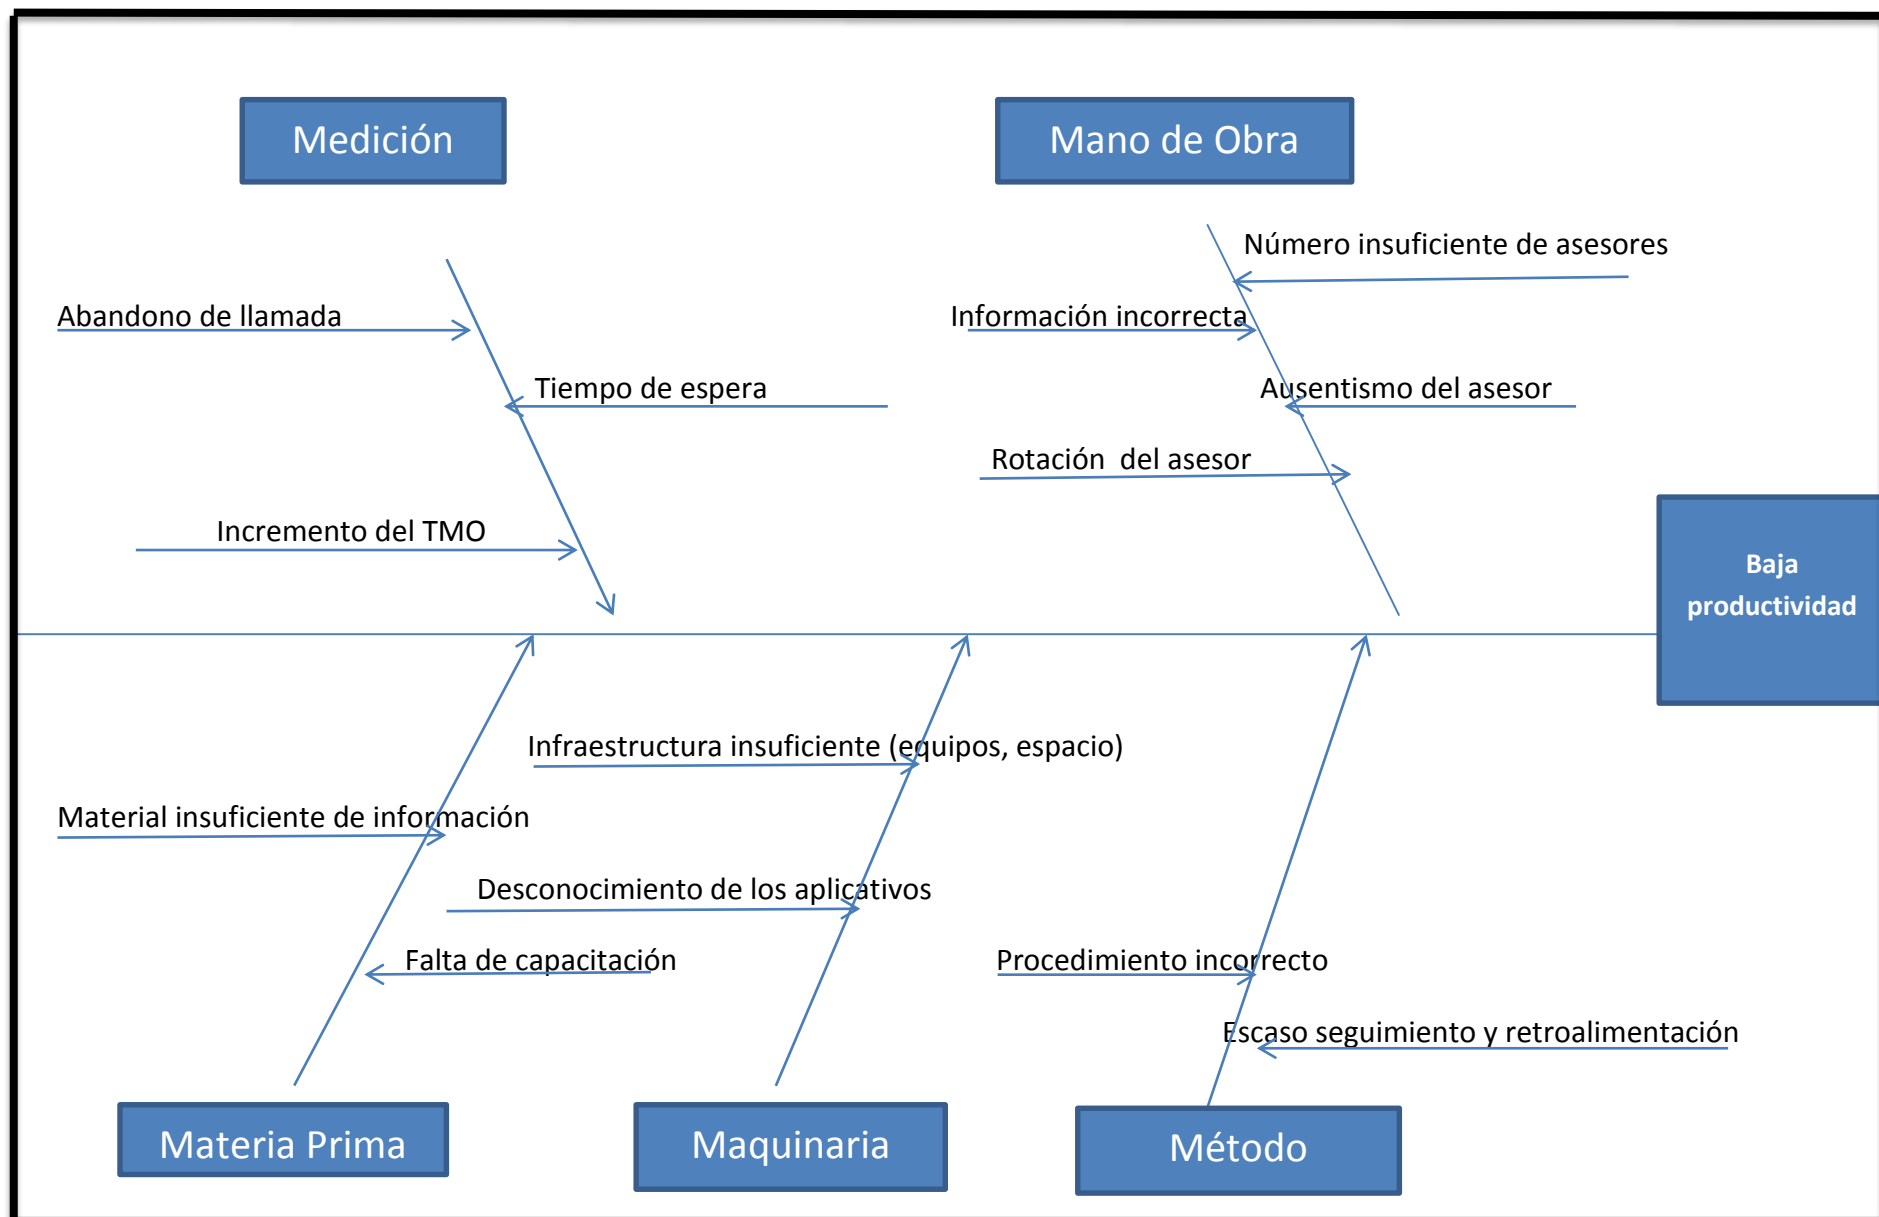 Medición
Mano de Obra
Número insuficiente de asesores
Abandono de llamada
Información incorrecta
Tiempo de espera
Ausentismo del asesor
Rotación  del asesor
Incremento del TMO
Baja
productividad
Infraestructura insuficiente (equipos, espacio)
Material insuficiente de información
Desconocimiento de los aplicativos
Falta de capacitación
Procedimiento incorrecto
Escaso seguimiento y retroalimentación
Materia Prima
Maquinaria
Método